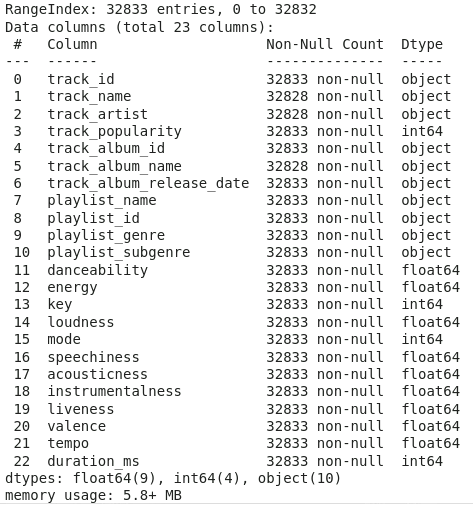 RangeIndex: 32833 entries, 0 to 32832
Data columns (total 23 columns):
 #   Column                    Non-Null Count  Dtype
---  ------                    --------------  -----
 0   track_id                  32833 non-null  object
 1   track_name                32828 non-null  object
 2   track_artist              32828 non-null  object
 3   track_popularity          32833 non-null  int64
 4   track_album_id            32833 non-null  object
 5   track_album_name          32828 non-null  object
 6   track_album_release_date  32833 non-null  object
 7   playlist_name             32833 non-null  object
 8   playlist_id               32833 non-null  object
 9   playlist_genre            32833 non-null  object
 10  playlist_subgenre         32833 non-null  object
 11  danceability              32833 non-null  float64
 12  energy                    32833 non-null  float64
 13  key                       32833 non-null  int64
 14  loudness                  32833 non-null  float64
 15  mode                      32833 non-null  int64
 16  speechiness               32833 non-null  float64
 17  acousticness              32833 non-null  float64
 18  instrumentalness          32833 non-null  float64
 19  liveness                  32833 non-null  float64
 20  valence                   32833 non-null  float64
 21  tempo                     32833 non-null  float64
 22  duration_ms               32833 non-null  int64
dtypes: float64(9), int64(4), object(10)
memory usage: 5.8+ MB